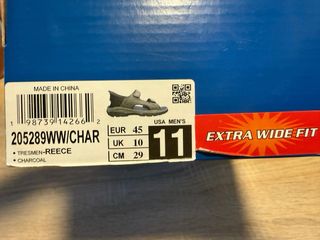 MADE IN CHINA
1 98739 14266 2
205289WW/CHAR
• TRESMEN-REECE
• CHARCOAL
EUR 45
UK 10
CM 29
USA MEN'S
11
EXTRA WIDE FIT